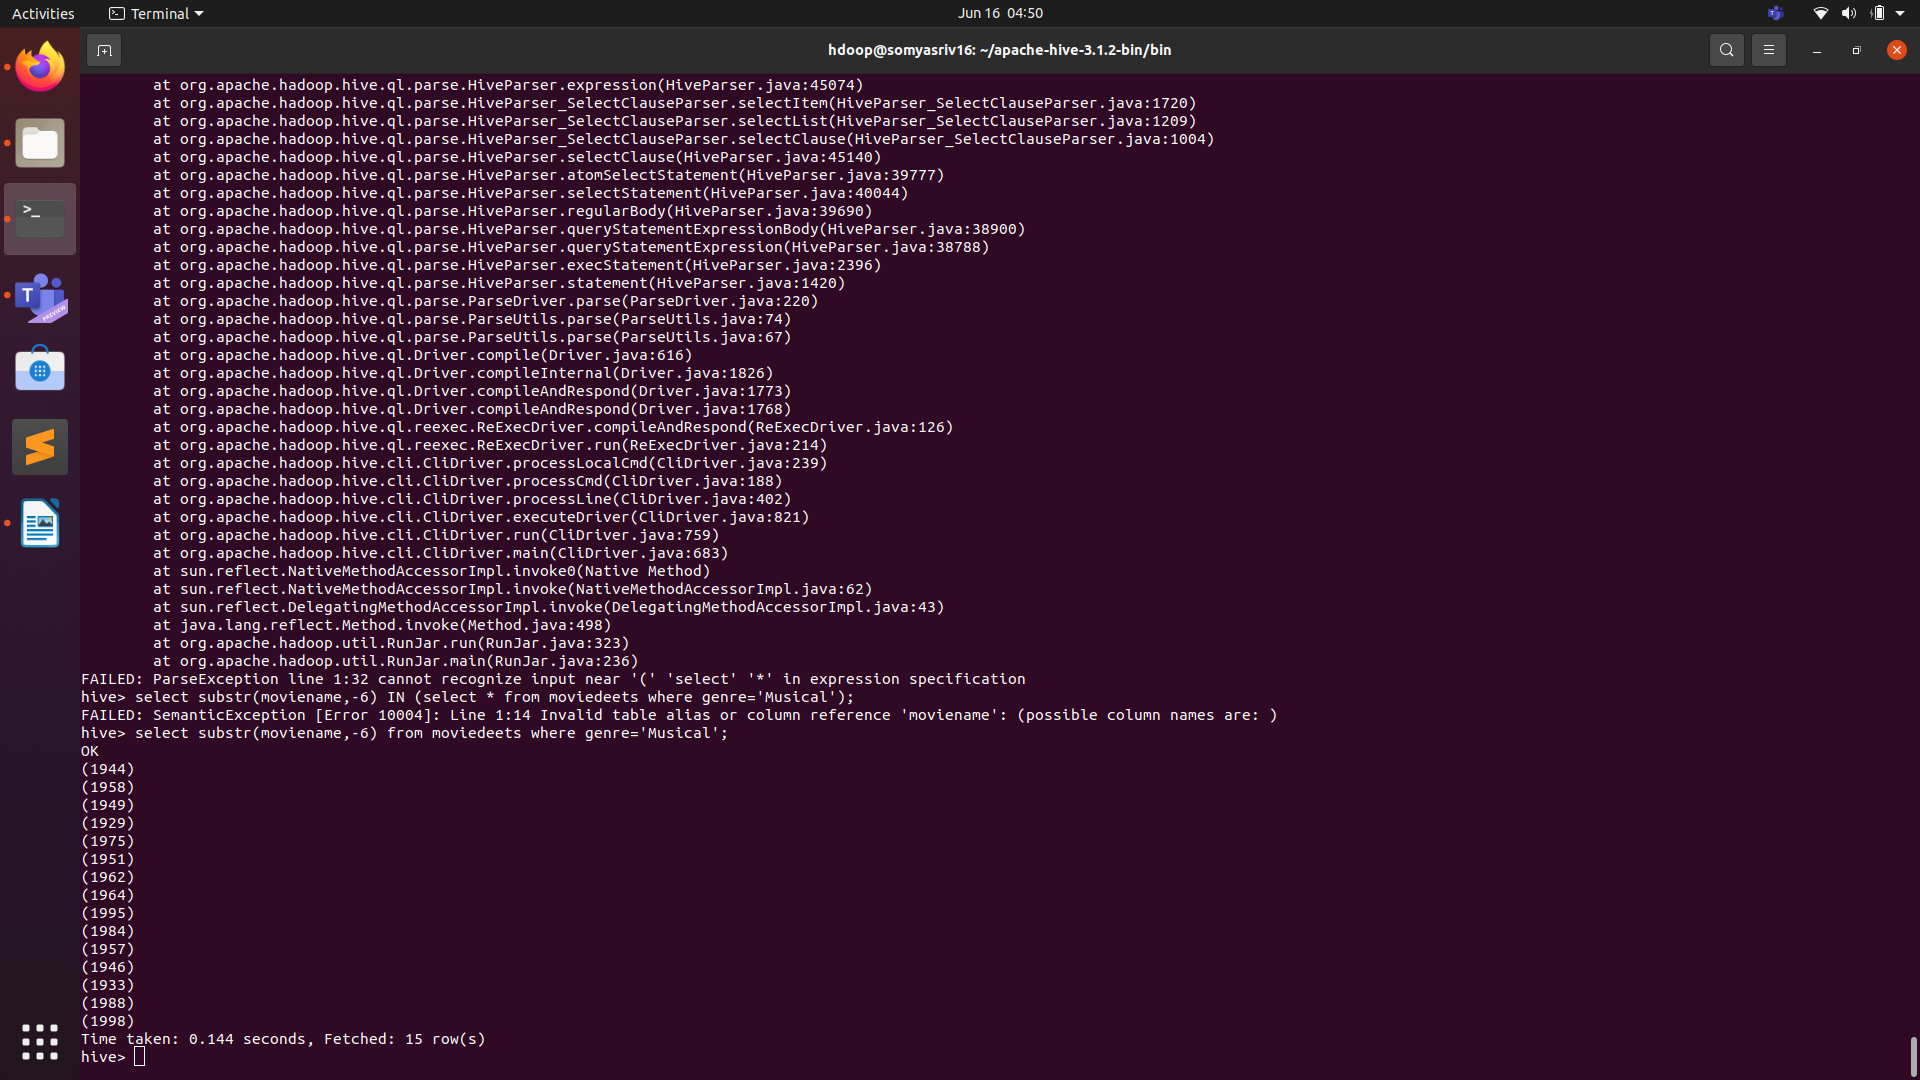 Activities
Terminal
Jun 16 04:50
hdoop@somyasriv16: ~/apache-hive-3.1.2-bin/bin
at org.apache.hadoop.hive.ql.parse.HiveParser.expression(HiveParser.java:45074)
at org.apache.hadoop.hive.ql.parse.HiveParser_SelectClauseParser.selectItem(HiveParser_SelectClauseParser.java:1720)
at org.apache.hadoop.hive.ql.parse.HiveParser_SelectClauseParser.selectList(HiveParser_SelectClauseParser.java:1209)
at org.apache.hadoop.hive.ql.parse.HiveParser_SelectClauseParser.selectClause(HiveParser_SelectClauseParser.java:1004)
at org.apache.hadoop.hive.ql.parse.HiveParser.selectClause(HiveParser.java:45140)
at org.apache.hadoop.hive.ql.parse.HiveParser.atomSelectStatement(HiveParser.java:39777)
at org.apache.hadoop.hive.ql.parse.HiveParser.selectStatement(HiveParser.java:40044)
at org.apache.hadoop.hive.ql.parse.HiveParser.regularBody(HiveParser.java:39690)
at org.apache.hadoop.hive.ql.parse.HiveParser.queryStatementExpressionBody(HiveParser.java:38900)
at org.apache.hadoop.hive.ql.parse.HiveParser.queryStatementExpression(HiveParser.java:38788)
at org.apache.hadoop.hive.ql.parse.HiveParser.execStatement(HiveParser.java:2396)
at org.apache.hadoop.hive.ql.parse.HiveParser.statement(HiveParser.java:1420)
at org.apache.hadoop.hive.ql.parse.ParseDriver.parse(ParseDriver.java:220)
at org.apache.hadoop.hive.ql.parse.ParseUtils.parse(ParseUtils.java:74)
at org.apache.hadoop.hive.ql.parse.ParseUtils.parse(ParseUtils.java:67)
at org.apache.hadoop.hive.ql.Driver.compile(Driver.java:616)
at org.apache.hadoop.hive.ql.Driver.compileInternal(Driver.java:1826)
at org.apache.hadoop.hive.ql.Driver.compileAndRespond(Driver.java:1773)
at org.apache.hadoop.hive.ql.Driver.compileAndRespond(Driver.java:1768)
at org.apache.hadoop.hive.ql.reexec.ReExecDriver.compileAndRespond(ReExecDriver.java:126)
at org.apache.hadoop.hive.ql.reexec.ReExecDriver.run(ReExecDriver.java:214)
at org.apache.hadoop.hive.cli.CliDriver.processLocalCmd(CliDriver.java:239)
at org.apache.hadoop.hive.cli.CliDriver.processCmd(CliDriver.java:188)
at org.apache.hadoop.hive.cli.CliDriver.processLine(CliDriver.java:402)
at org.apache.hadoop.hive.cli.CliDriver.executeDriver(CliDriver.java:821)
at org.apache.hadoop.hive.cli.CliDriver.run(CliDriver.java:759)
at org.apache.hadoop.hive.cli.CliDriver.main(CliDriver.java:683)
at sun.reflect.NativeMethodAccessorImpl.invoke0(Native Method)
at sun.reflect.NativeMethodAccessorImpl.invoke(NativeMethodAccessorImpl.java:62)
at sun.reflect.DelegatingMethodAccessorImpl.invoke(DelegatingMethodAccessorImpl.java:43)
at java.lang.reflect.Method.invoke(Method.java:498)
at org.apache.hadoop.util.RunJar.run(RunJar.java:323)
at org.apache.hadoop.util.RunJar.main(RunJar.java:236)
FAILED: ParseException line 1:32 cannot recognize input near '(' 'select' '*' in expression specification
hive> select substr(moviename,-6) IN (select * from moviedeets where genre='Musical');
FAILED: SemanticException [Error 10004]: Line 1:14 Invalid table alias or column reference 'moviename': (possible column names are: )
hive> select substr(moviename,-6) from moviedeets where genre='Musical';
OK
(1944)
(1958)
(1949)
(1929)
(1975)
(1951)
(1962)
(1964)
(1995)
(1984)
(1957)
(1946)
(1933)
(1988)
(1998)
Time taken: 0.144 seconds, Fetched: 15 row(s)
hive>
T
PREVIEW
>_